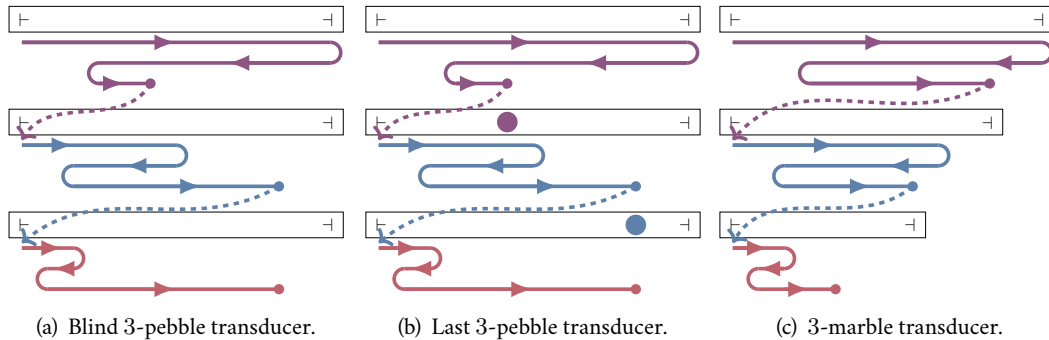 ⊢ ⊣ ⊢ ⊣ ⊢ ⊣
⊢ ⊣ ⊢ ⊣ ⊢ ⊣
⊢ ⊣ ⊢ ⊣ ⊢ ⊣
(a) Blind 3-pebble transducer. (b) Last 3-pebble transducer. (c) 3-marble transducer.